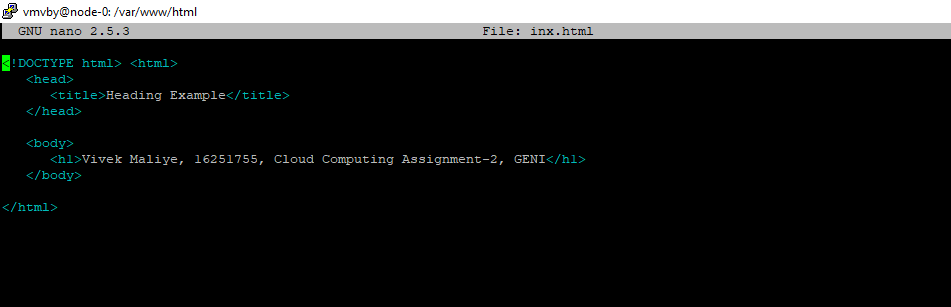 vmvby@node-0: /var/www/html
GNU nano 2.5.3 File: inx.html
<!DOCTYPE html> <html>
<head>
<title>Heading Example</title>
</head>
<body>
<h1>Vivek Maliye, 16251755, Cloud Computing Assignment-2, GENI</h1>
</body>
</html>